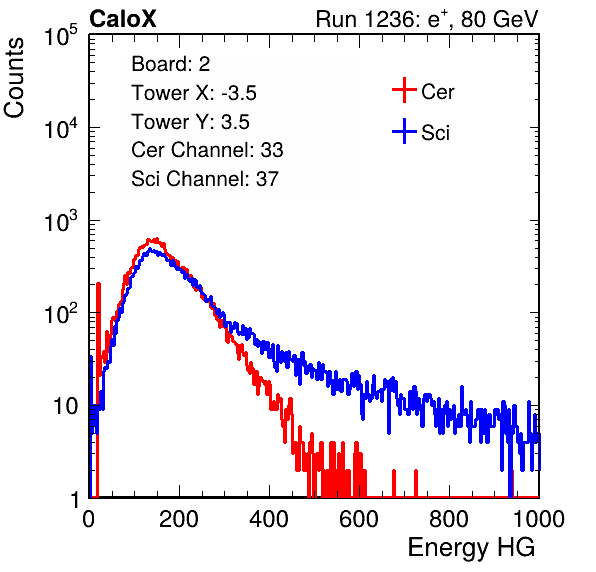 CaloX Run 1236: e⁺, 80 GeV
Counts
10⁵
10⁴
10³
10²
10
1
Board: 2
Tower X: -3.5
Tower Y: 3.5
Cer Channel: 33
Sci Channel: 37
Cer
Sci
0 200 400 600 800 1000
Energy HG